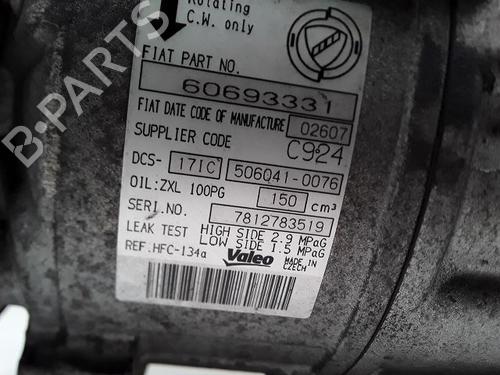 Rotating
C.W. only
FIAT PART NO.
60693331
FIAT DATE CODE OF MANUFACTURE 02607
SUPPLIER CODE C924
DCS- 17IC 506041-0076
OIL:ZXL 100PG 150 cm³
SERI.NO. 7812783519
LEAK TEST HIGH SIDE 2.9 MPaG
LOW SIDE 1.5 MPaG
REF.HFC-134a Valeo MADE IN CZECH
B-PARTS